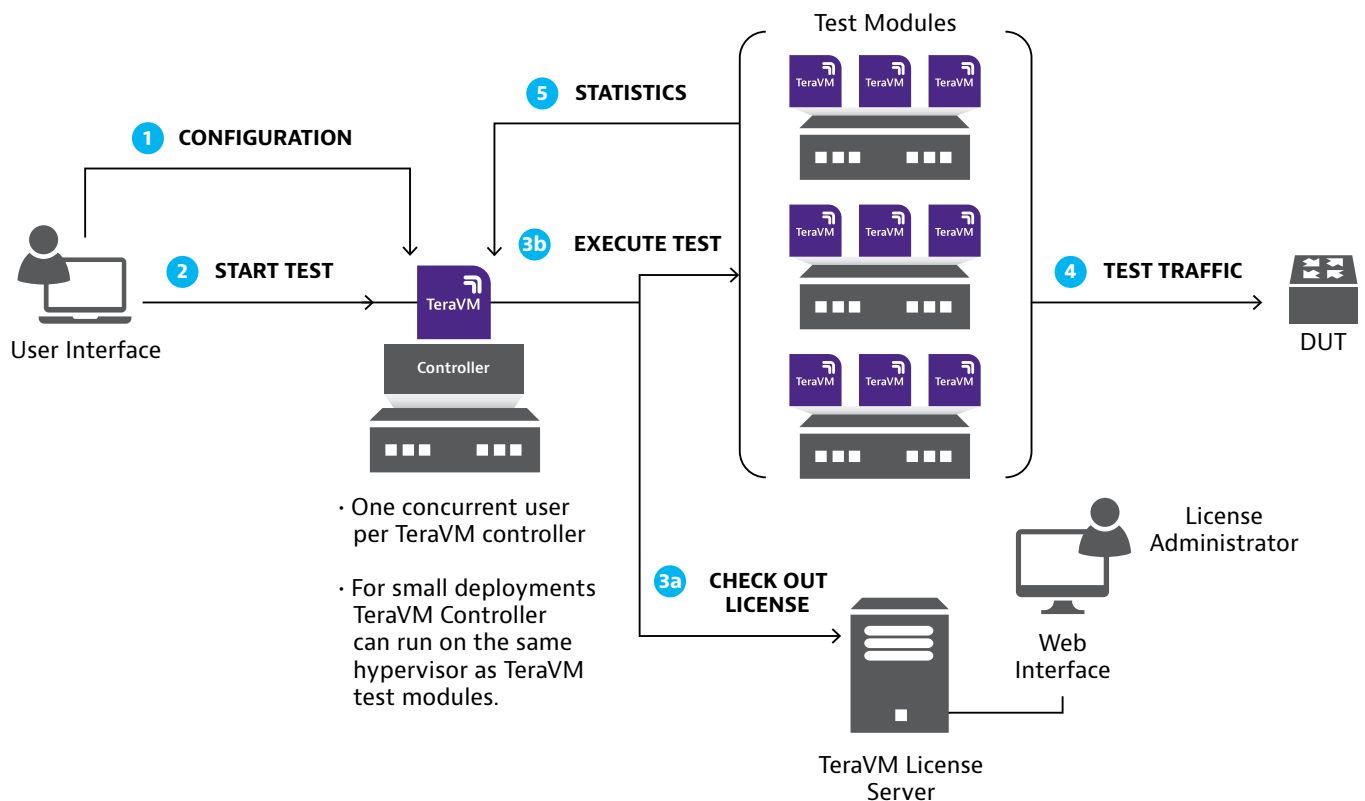 Test Modules
TeraVM TeraVM TeraVM
5 STATISTICS
1 CONFIGURATION
TeraVM TeraVM TeraVM
3b EXECUTE TEST
2 START TEST
4 TEST TRAFFIC
TeraVM
User Interface
DUT
Controller
TeraVM TeraVM TeraVM
· One concurrent user
per TeraVM controller
· For small deployments
TeraVM Controller
can run on the same
hypervisor as TeraVM
test modules.
License
Administrator
3a CHECK OUT
LICENSE
Web
Interface
TeraVM License
Server